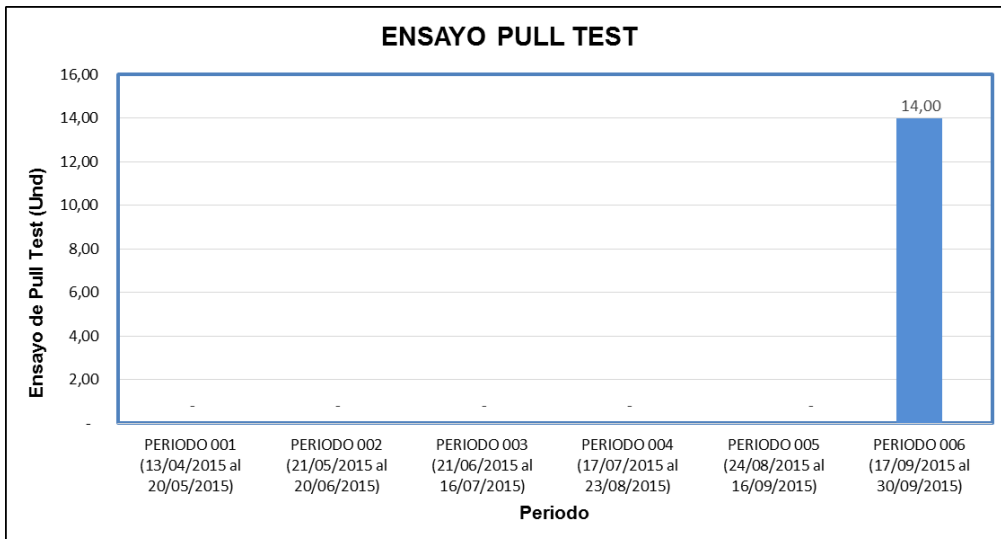 ENSAYO PULL TEST
Ensayo de Pull Test (Und)
16,00
14,00
12,00
10,00
8,00
6,00
4,00
2,00
-
14,00
-
-
-
-
-
PERIODO 001
(13/04/2015 al
20/05/2015)
PERIODO 002
(21/05/2015 al
20/06/2015)
PERIODO 003
(21/06/2015 al
16/07/2015)
PERIODO 004
(17/07/2015 al
23/08/2015)
PERIODO 005
(24/08/2015 al
16/09/2015)
PERIODO 006
(17/09/2015 al
30/09/2015)
Periodo